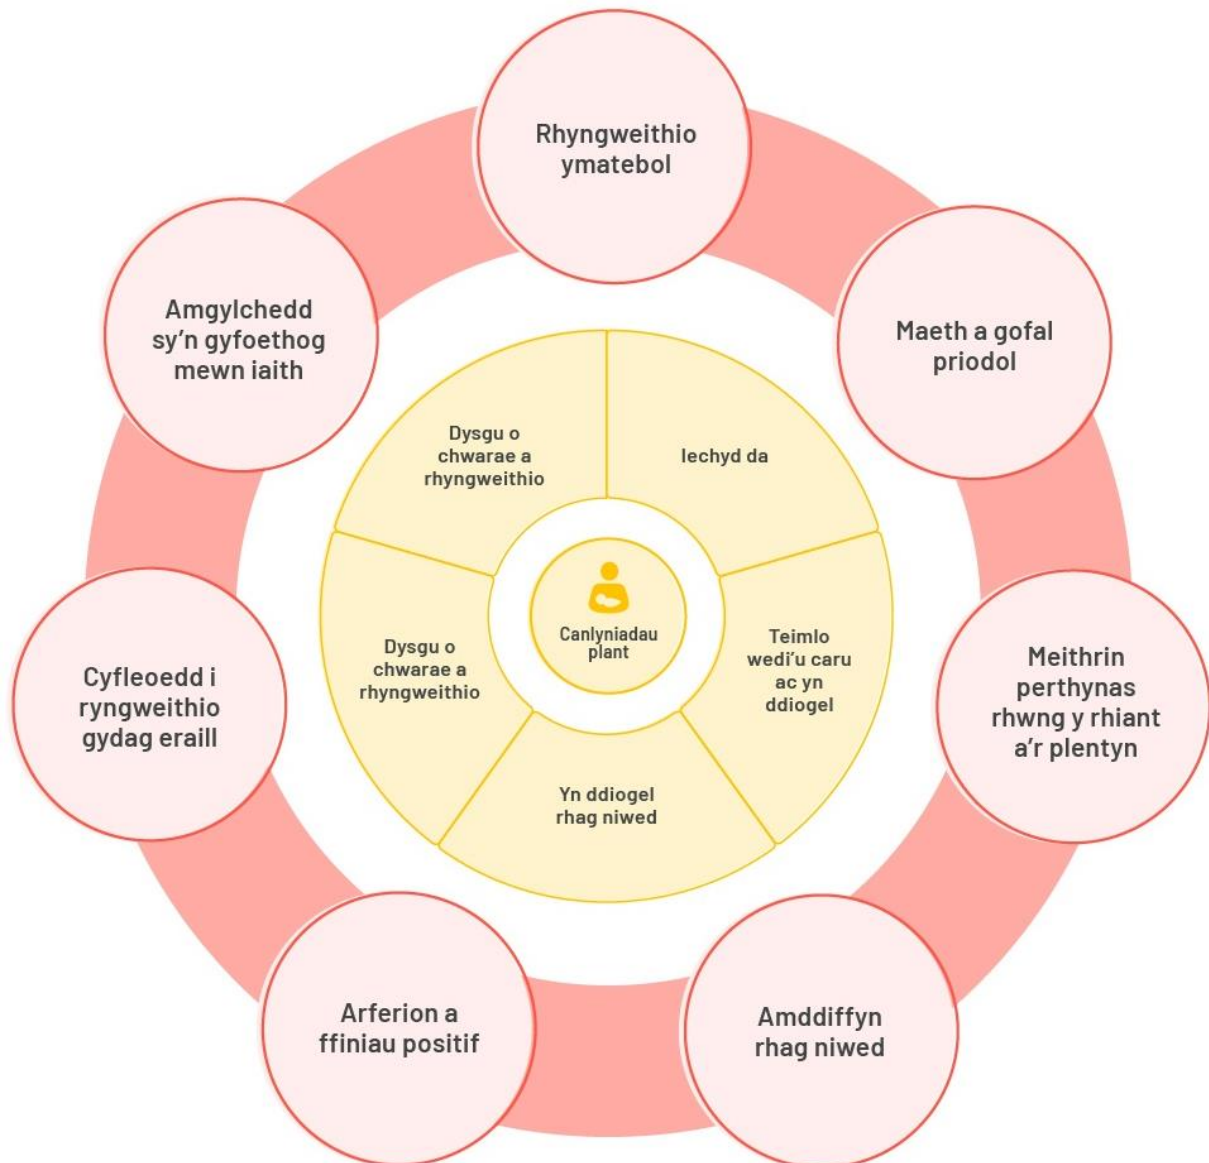 Rhyngweithio
ymatebol
Maeth a gofal
priodol
Meithrin
perthynas
rhwng y rhiant
a'r plentyn
Amddiffyn
rhag niwed
Arferion a
ffiniau positif
Cyfleoedd i
ryngweithio
gydag eraill
Amgylchedd
sy'n gyfoethog
mewn iaith
Iechyd da
Teimlo
wedi'u caru
ac yn
ddiogel
Yn ddiogel
rhag niwed
Dysgu o
chwarae a
rhyngweithio
Dysgu o
chwarae a
rhyngweithio
Canlyniadau
plant